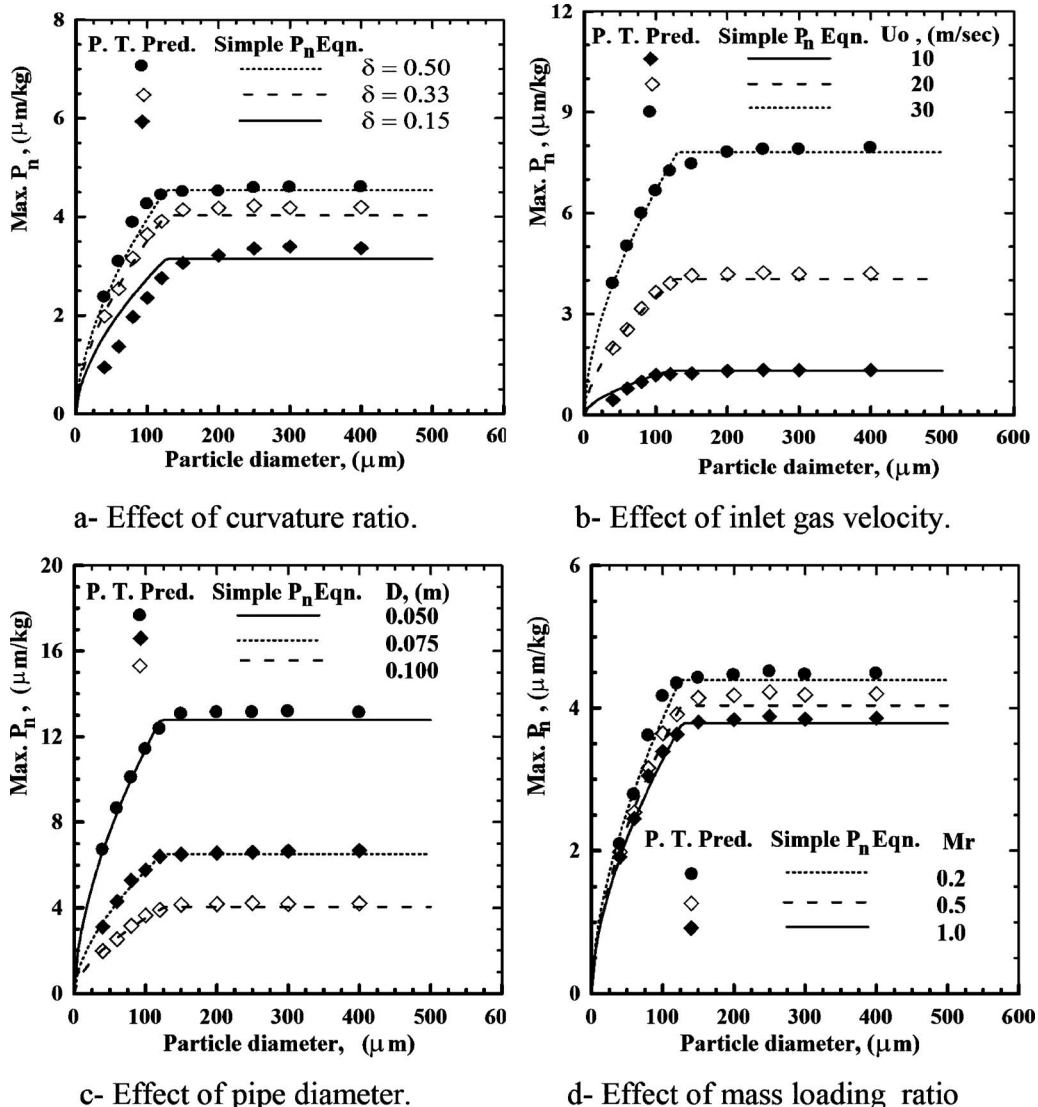 8
6
4
2
0
Max. Pn , (μm/kg)
P. T. Pred. Simple Pn Eqn.
δ = 0.50
δ = 0.33
δ = 0.15
0 100 200 300 400 500 60
Particle diameter, (μm)
a- Effect of curvature ratio.
12
9
6
3
0
Max. Pn , (μm/kg)
P. T. Pred. Simple Pn Eqn. Uo , (m/sec)
10
20
30
0 100 200 300 400 500 600
Particle daimeter, (μm)
b- Effect of inlet gas velocity.
20
16
12
8
4
0
Max. Pn , (μm/kg)
P. T. Pred. Simple Pn Eqn. D, (m)
0.050
0.075
0.100
0 100 200 300 400 500 60
Particle diameter, (μm)
c- Effect of pipe diameter.
6
4
2
0
Max. Pn , (μm/kg)
P. T. Pred. Simple Pn Eqn. Mr
0.2
0.5
1.0
0 100 200 300 400 500 600
Particle diameter, (μm)
d- Effect of mass loading ratio